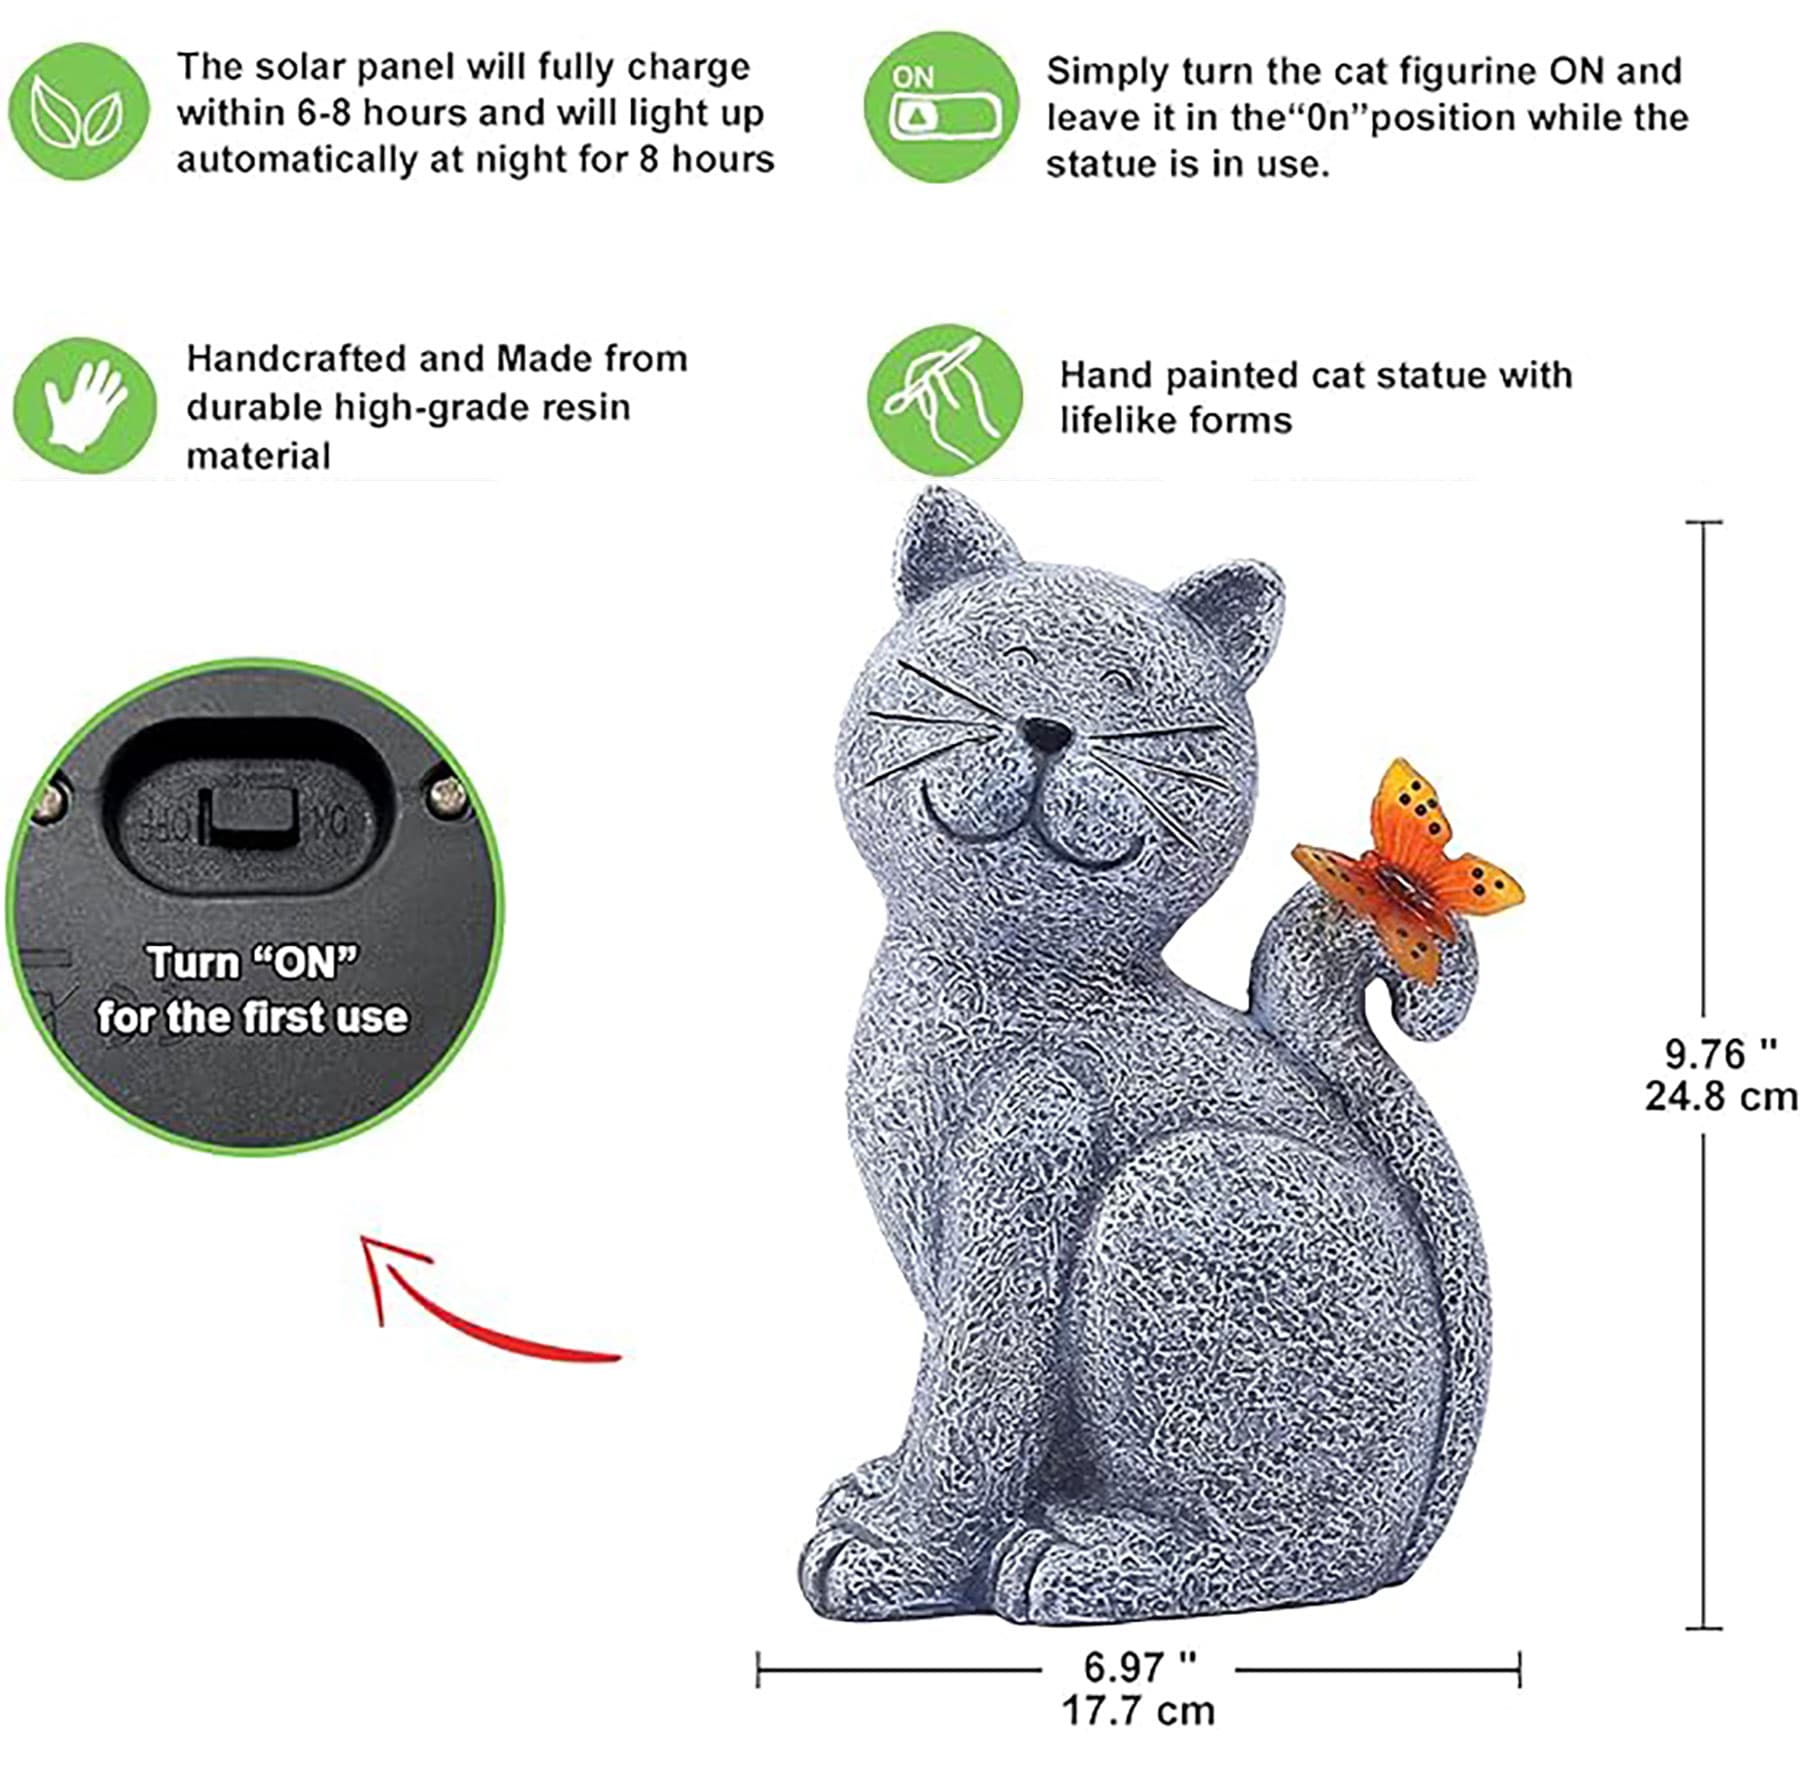 The solar panel will fully charge
within 6-8 hours and will light up
automatically at night for 8 hours
ON
Simply turn the cat figurine ON and
leave it in the“0n”position while the
statue is in use.
Handcrafted and Made from
durable high-grade resin
material
Hand painted cat statue with
lifelike forms
OFF
ON
Turn “ON”
for the first use
9.76 "
24.8 cm
6.97 "
17.7 cm